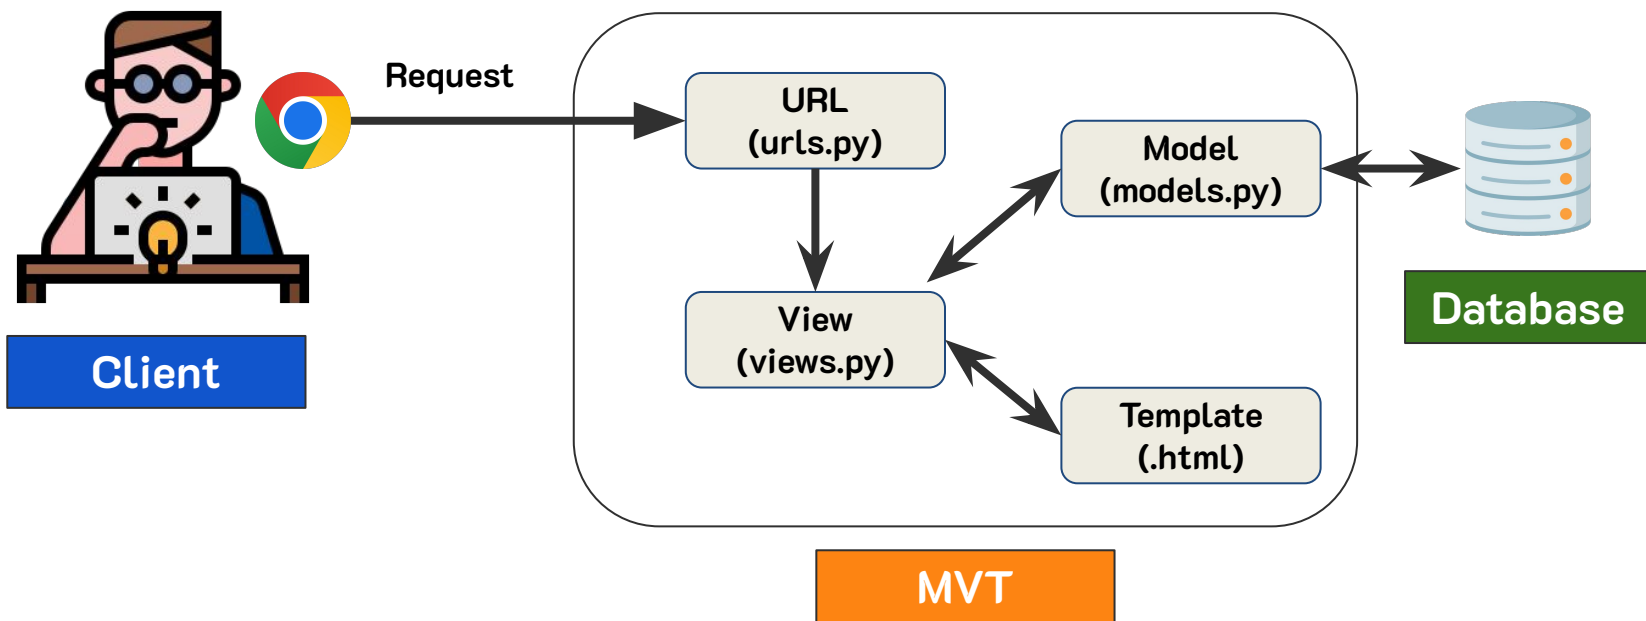 Request
URL
(urls.py)
Model
(models.py)
View
(views.py)
Template
(.html)
Client
Database
MVT